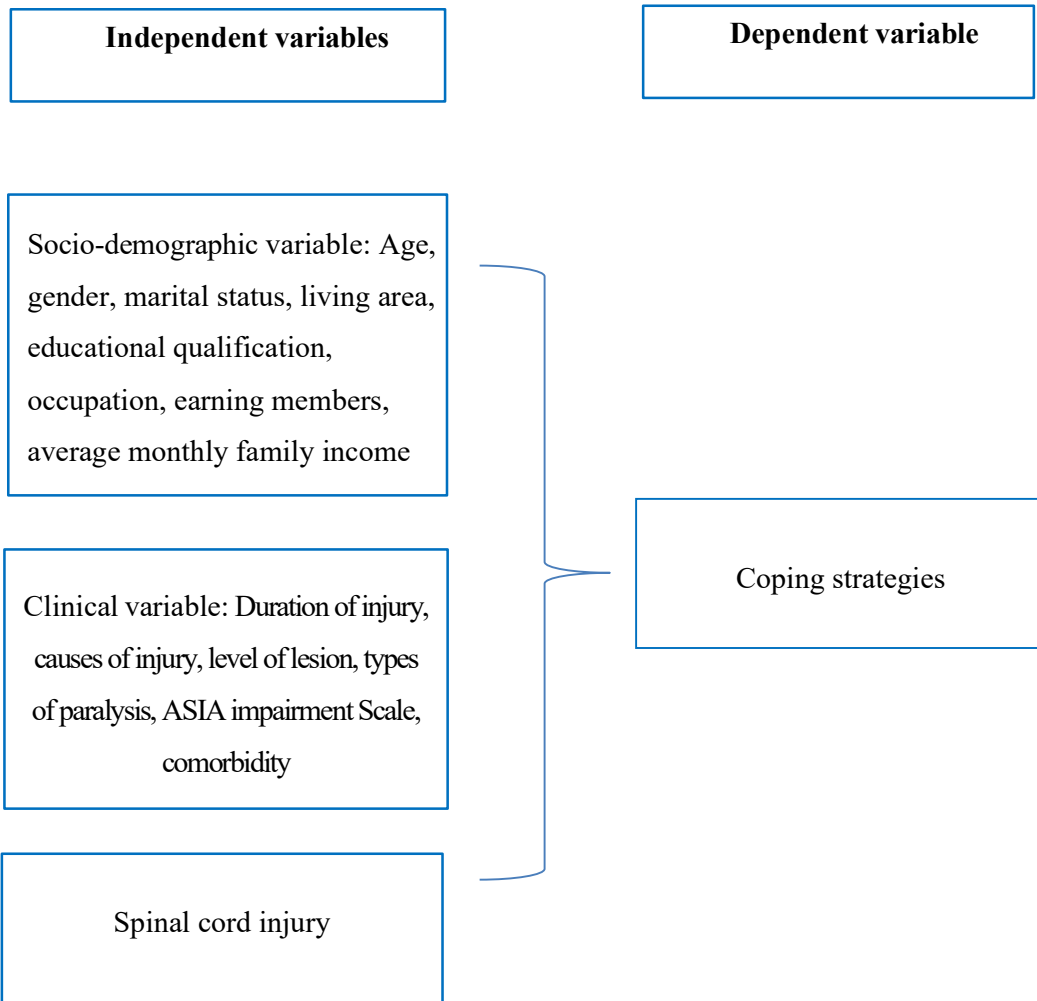 Independent variables
Dependent variable
Socio-demographic variable: Age,
gender, marital status, living area,
educational qualification,
occupation, earning members,
average monthly family income
Clinical variable: Duration of injury,
causes of injury, level of lesion, types
of paralysis, ASIA impairment Scale,
comorbidity
Coping strategies
Spinal cord injury